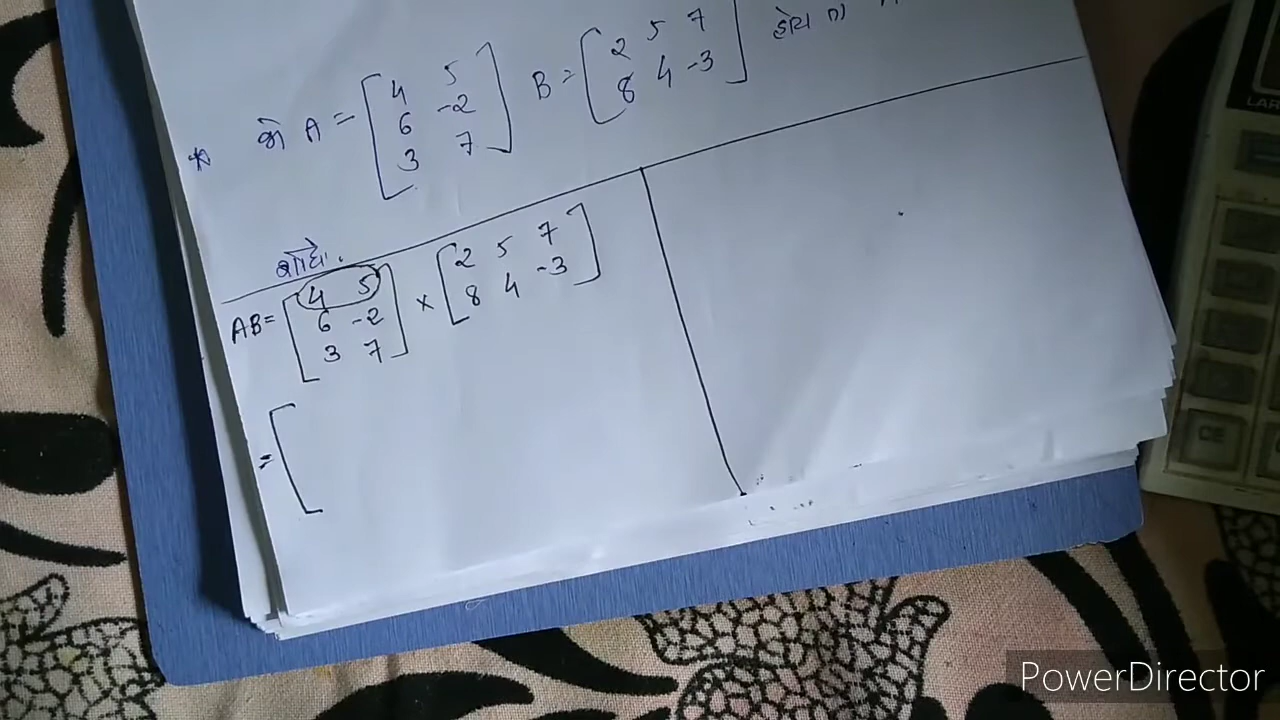 * જો A = [4 5 6 -2 3 7] B = [2 5 7 8 4 -3] હોય તો
શોધો.
AB = [4 5 6 -2 3 7] × [2 5 7 8 4 -3]
= [
PowerDirector